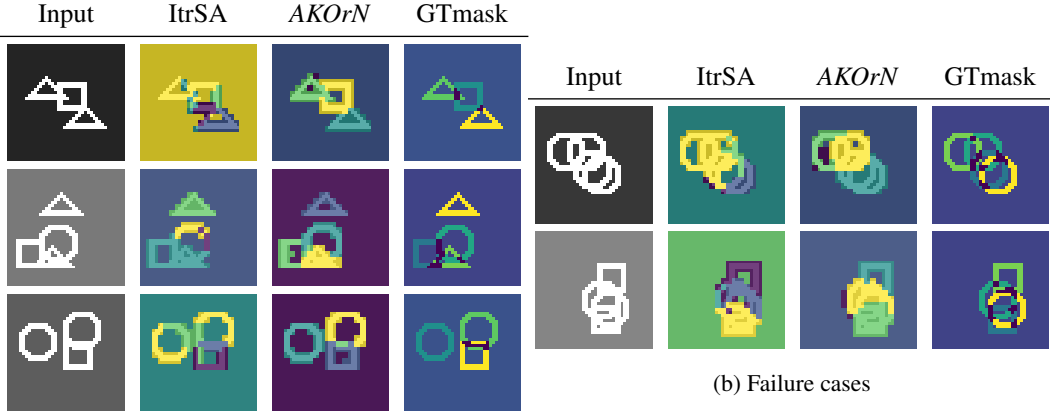 Input ItrSA AKOrN GTmask
Input ItrSA AKOrN GTmask
(b) Failure cases